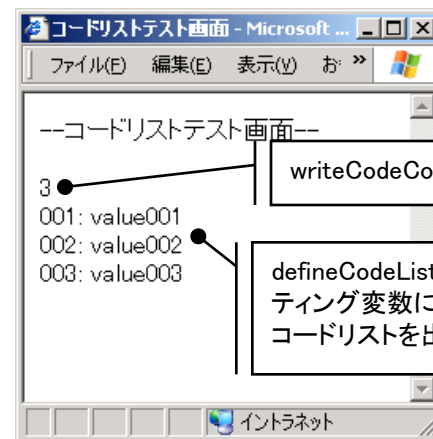 コードリストテスト画面 - Microsoft ...
ファイル(F) 編集(E) 表示(V) お »
--コードリストテスト画面--
3
writeCodeCo
001: value001
002: value002
003: value003
defineCodeList
ティング変数に
コードリストを出
イントラネット